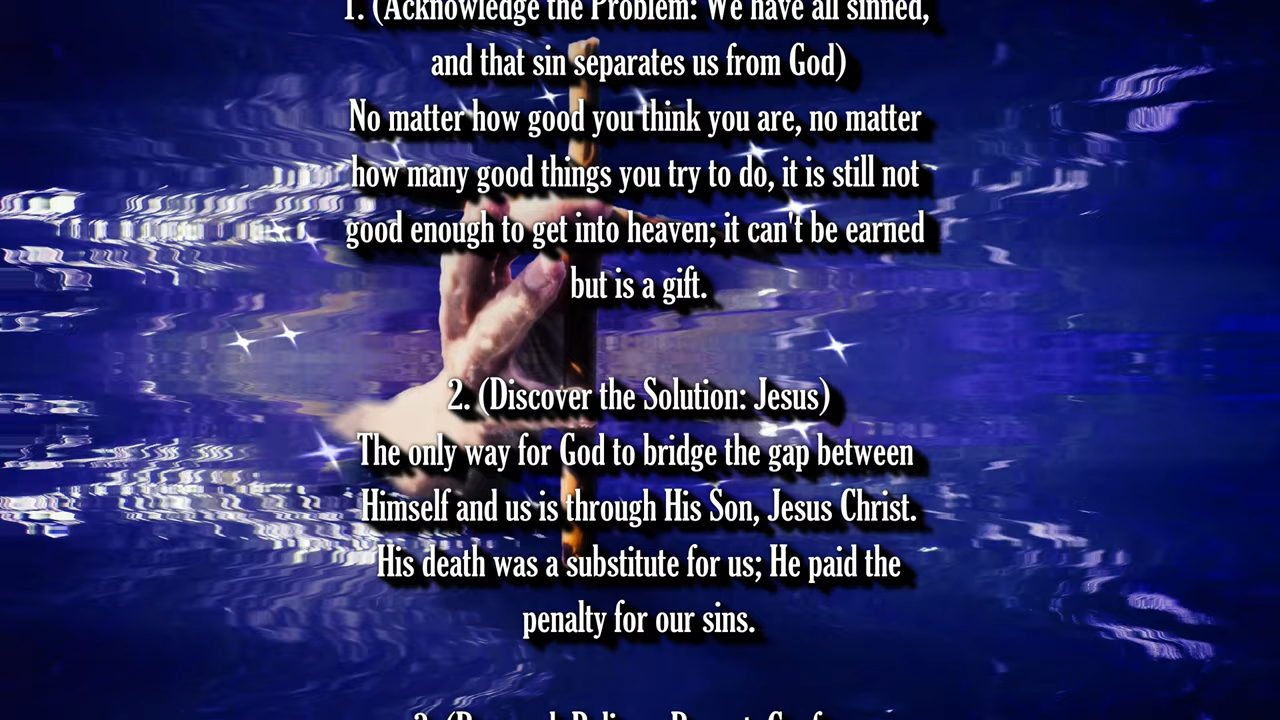 1. (Acknowledge the Problem: We have all sinned,
and that sin separates us from God)
No matter how good you think you are, no matter
how many good things you try to do, it is still not
good enough to get into heaven; it can't be earned
but is a gift.
2. (Discover the Solution: Jesus)
The only way for God to bridge the gap between
Himself and us is through His Son, Jesus Christ.
His death was a substitute for us; He paid the
penalty for our sins.